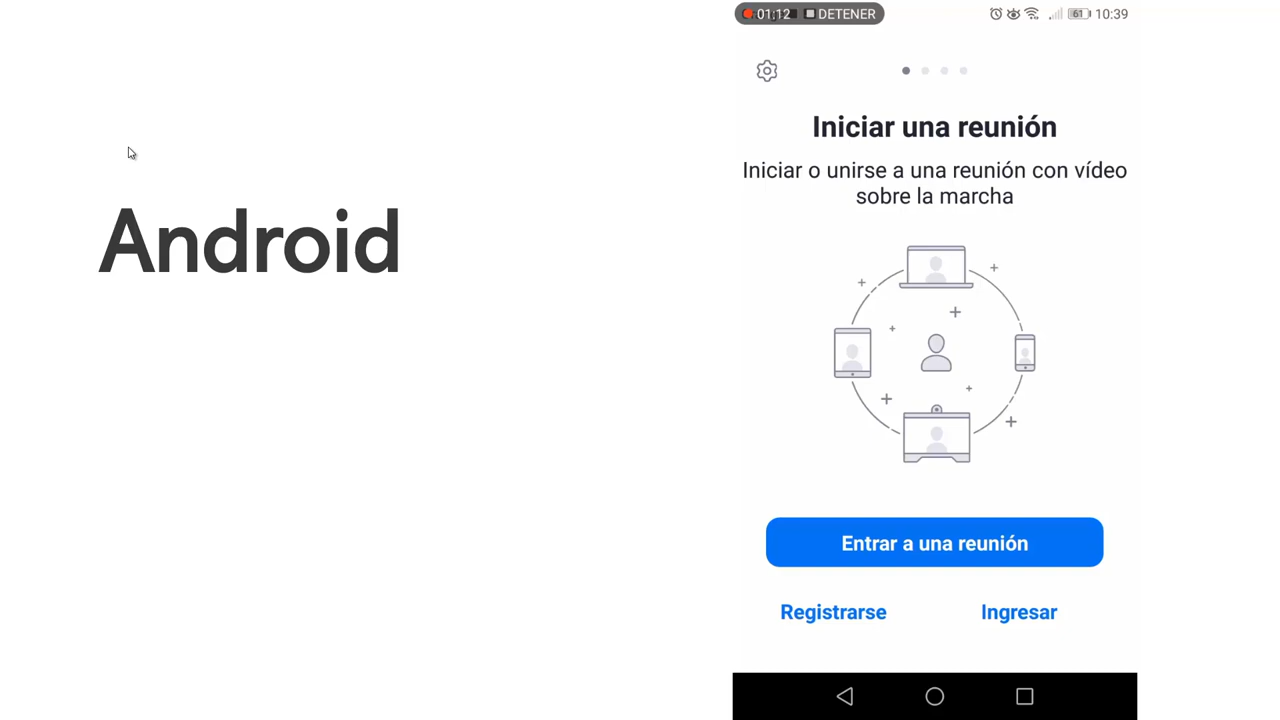 01:12 DETENER
61 10:39
Iniciar una reunión
Iniciar o unirse a una reunión con vídeo
sobre la marcha
Android
Entrar a una reunión
Registrarse Ingresar